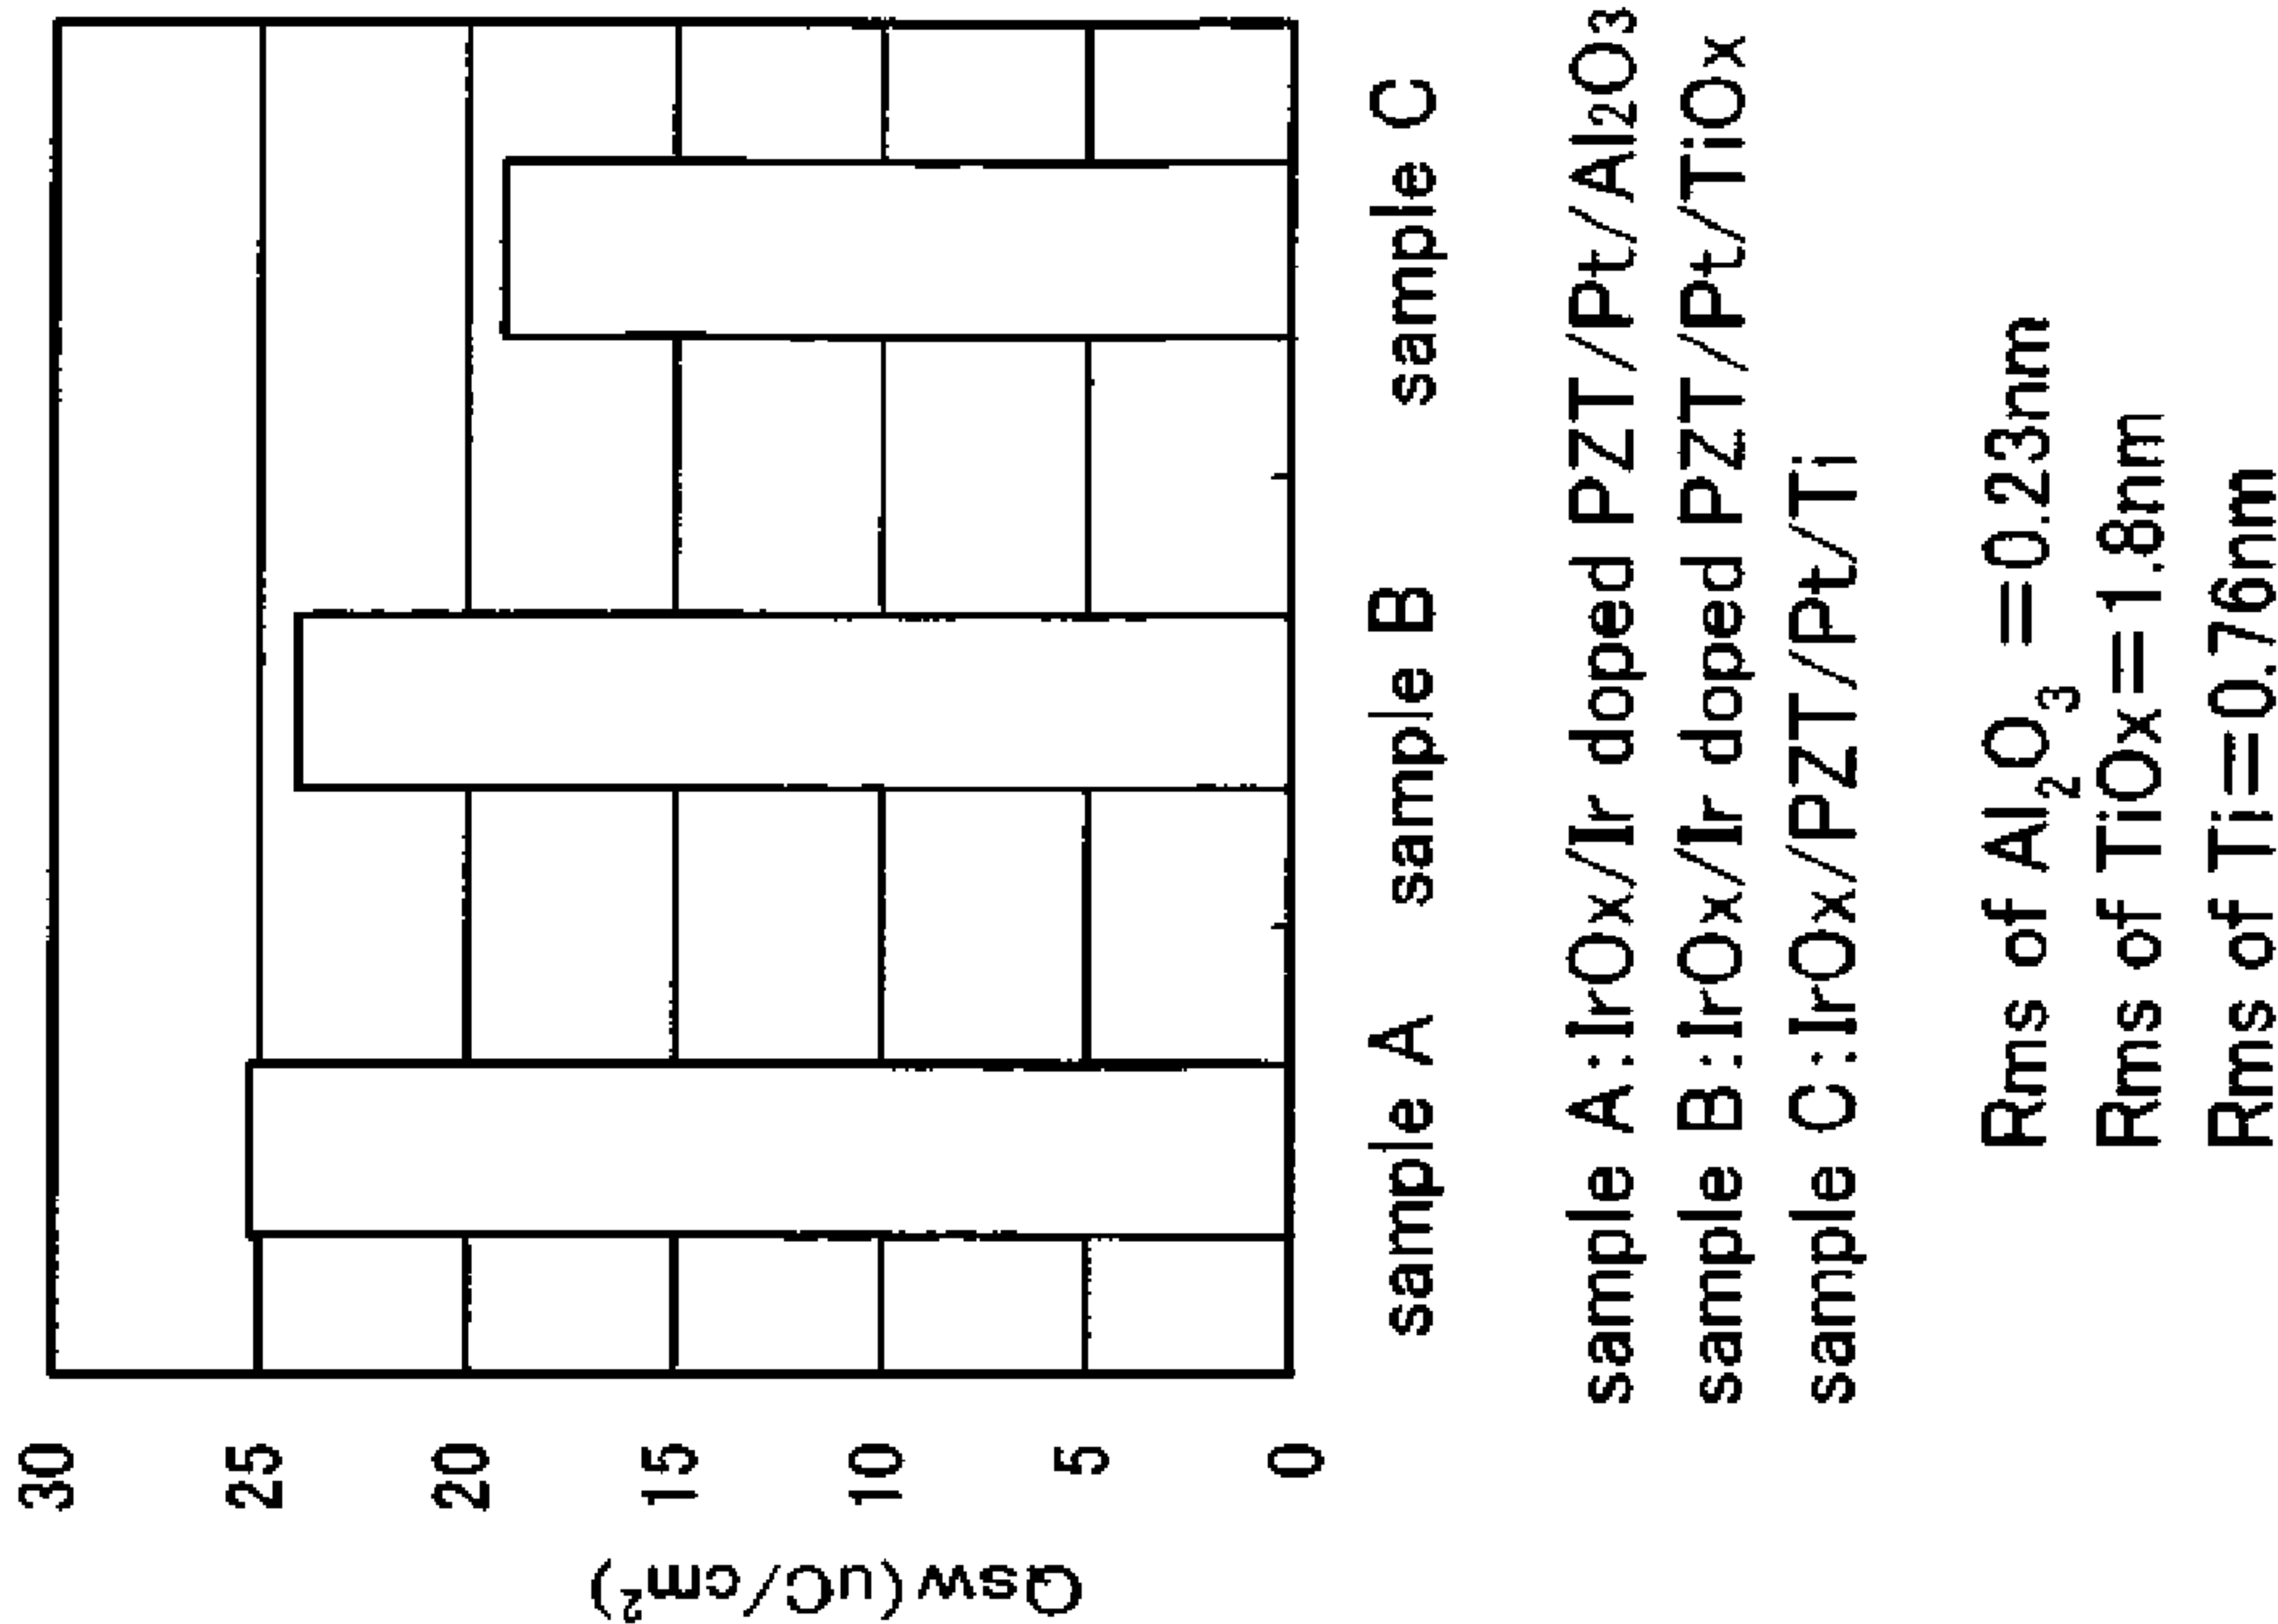 Qsw(uC/cm²)
30
25
20
15
10
5
0
sample A sample B sample C
sample A:IrOx/Ir doped PZT/Pt/Al₂O3
sample B:IrOx/Ir doped PZT/Pt/TiOx
sample C:IrOx/PZT/Pt/Ti
Rms of Al₂O₃ =0.23nm
Rms of TiOx=1.8nm
Rms of Ti=0.76nm